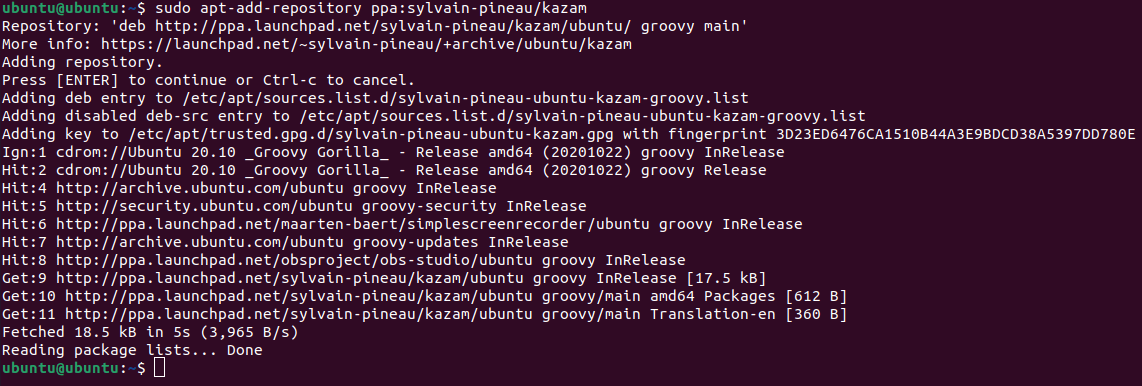 ubuntu@ubuntu:~$ sudo apt-add-repository ppa:sylvain-pineau/kazam
Repository: 'deb http://ppa.launchpad.net/sylvain-pineau/kazam/ubuntu/ groovy main'
More info: https://launchpad.net/~sylvain-pineau/+archive/ubuntu/kazam
Adding repository.
Press [ENTER] to continue or Ctrl-c to cancel.
Adding deb entry to /etc/apt/sources.list.d/sylvain-pineau-ubuntu-kazam-groovy.list
Adding disabled deb-src entry to /etc/apt/sources.list.d/sylvain-pineau-ubuntu-kazam-groovy.list
Adding key to /etc/apt/trusted.gpg.d/sylvain-pineau-ubuntu-kazam.gpg with fingerprint 3D23ED6476CA1510B44A3E9BDCD38A5397DD780E
Ign:1 cdrom://Ubuntu 20.10 _Groovy Gorilla_ - Release amd64 (20201022) groovy InRelease
Hit:2 cdrom://Ubuntu 20.10 _Groovy Gorilla_ - Release amd64 (20201022) groovy Release
Hit:4 http://archive.ubuntu.com/ubuntu groovy InRelease
Hit:5 http://security.ubuntu.com/ubuntu groovy-security InRelease
Hit:6 http://ppa.launchpad.net/maarten-baert/simplescreenrecorder/ubuntu groovy InRelease
Hit:7 http://archive.ubuntu.com/ubuntu groovy-updates InRelease
Hit:8 http://ppa.launchpad.net/obsproject/obs-studio/ubuntu groovy InRelease
Get:9 http://ppa.launchpad.net/sylvain-pineau/kazam/ubuntu groovy InRelease [17.5 kB]
Get:10 http://ppa.launchpad.net/sylvain-pineau/kazam/ubuntu groovy/main amd64 Packages [612 B]
Get:11 http://ppa.launchpad.net/sylvain-pineau/kazam/ubuntu groovy/main Translation-en [360 B]
Fetched 18.5 kB in 5s (3,965 B/s)
Reading package lists... Done
ubuntu@ubuntu:~$